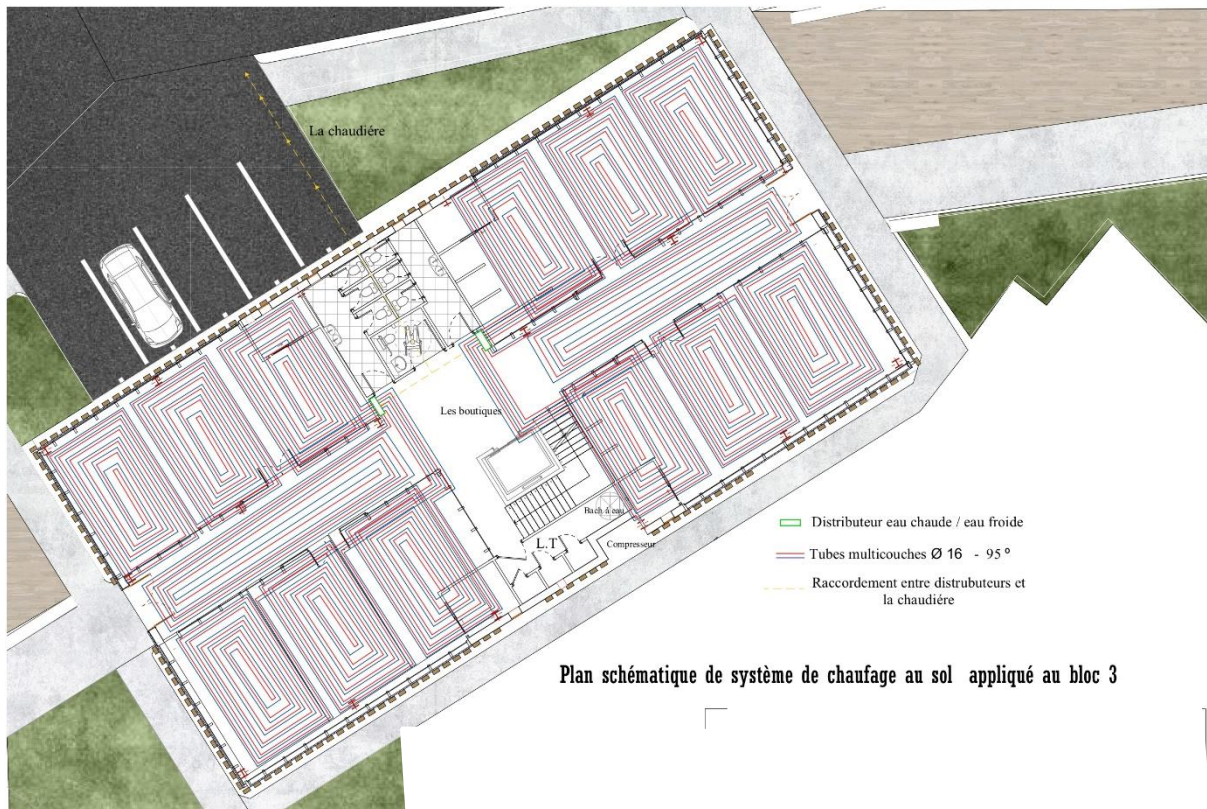 La chaudiére
Les boutiques
Bach à eau
L.T
Compresseur
Distributeur eau chaude / eau froide
Tubes multicouches Ø 16 - 95 º
Raccordement entre distrubuteurs et
la chaudiére
Plan schématique de système de chaufage au sol appliqué au bloc 3